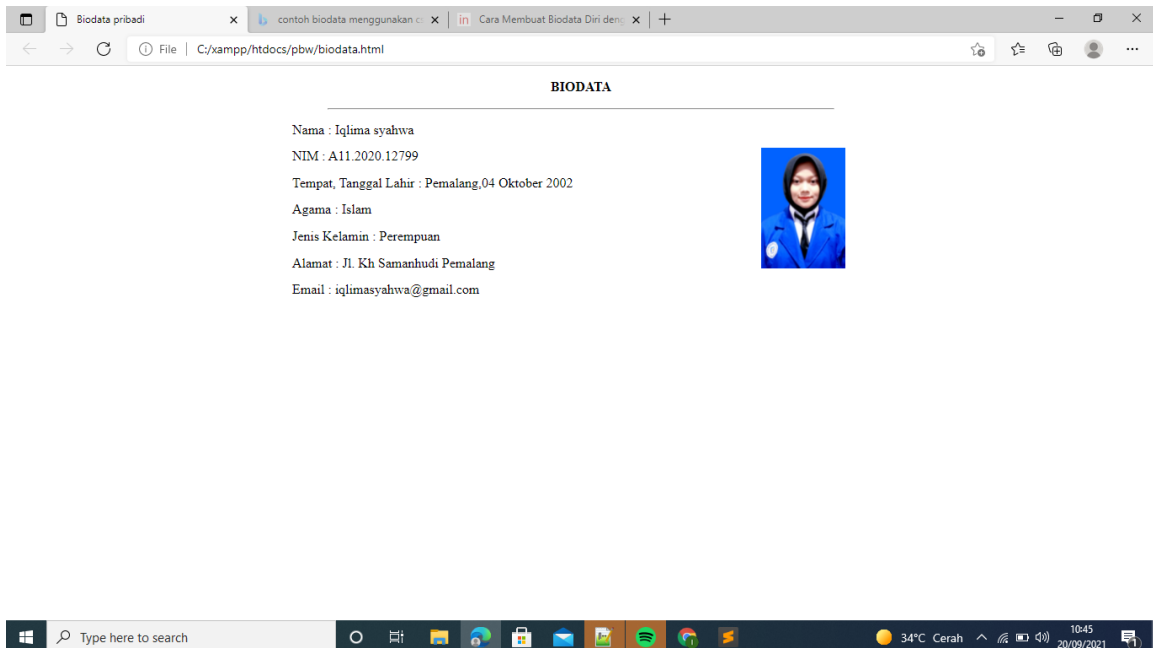 Biodata pribadi
contoh biodata menggunakan c
in Cara Membuat Biodata Diri deng
File C:/xampp/htdocs/pbw/biodata.html
BIODATA
Nama : Iqlima syahwa
NIM : A11.2020.12799
Tempat, Tanggal Lahir : Pemalang,04 Oktober 2002
Agama : Islam
Jenis Kelamin : Perempuan
Alamat : Jl. Kh Samanhudi Pemalang
Email : iqlimasyahwa@gmail.com
Type here to search
34°C Cerah
10:45
20/09/2021